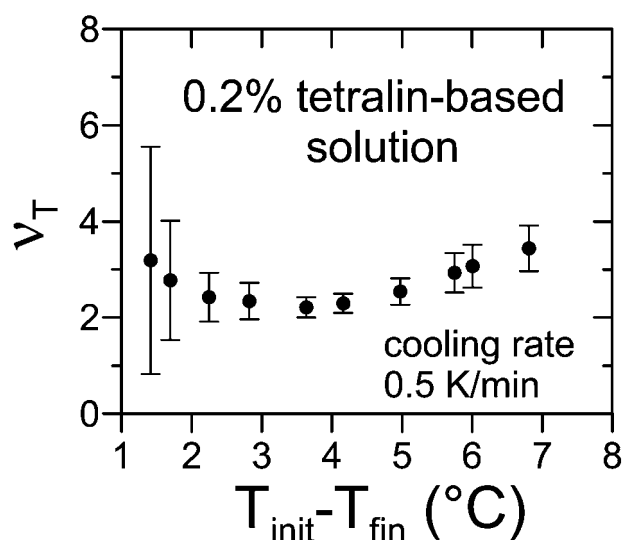 8
6
4
2
0
ν_T
0.2% tetralin-based
solution
cooling rate
0.5 K/min
1 2 3 4 5 6 7 8
T_init-T_fin (°C)